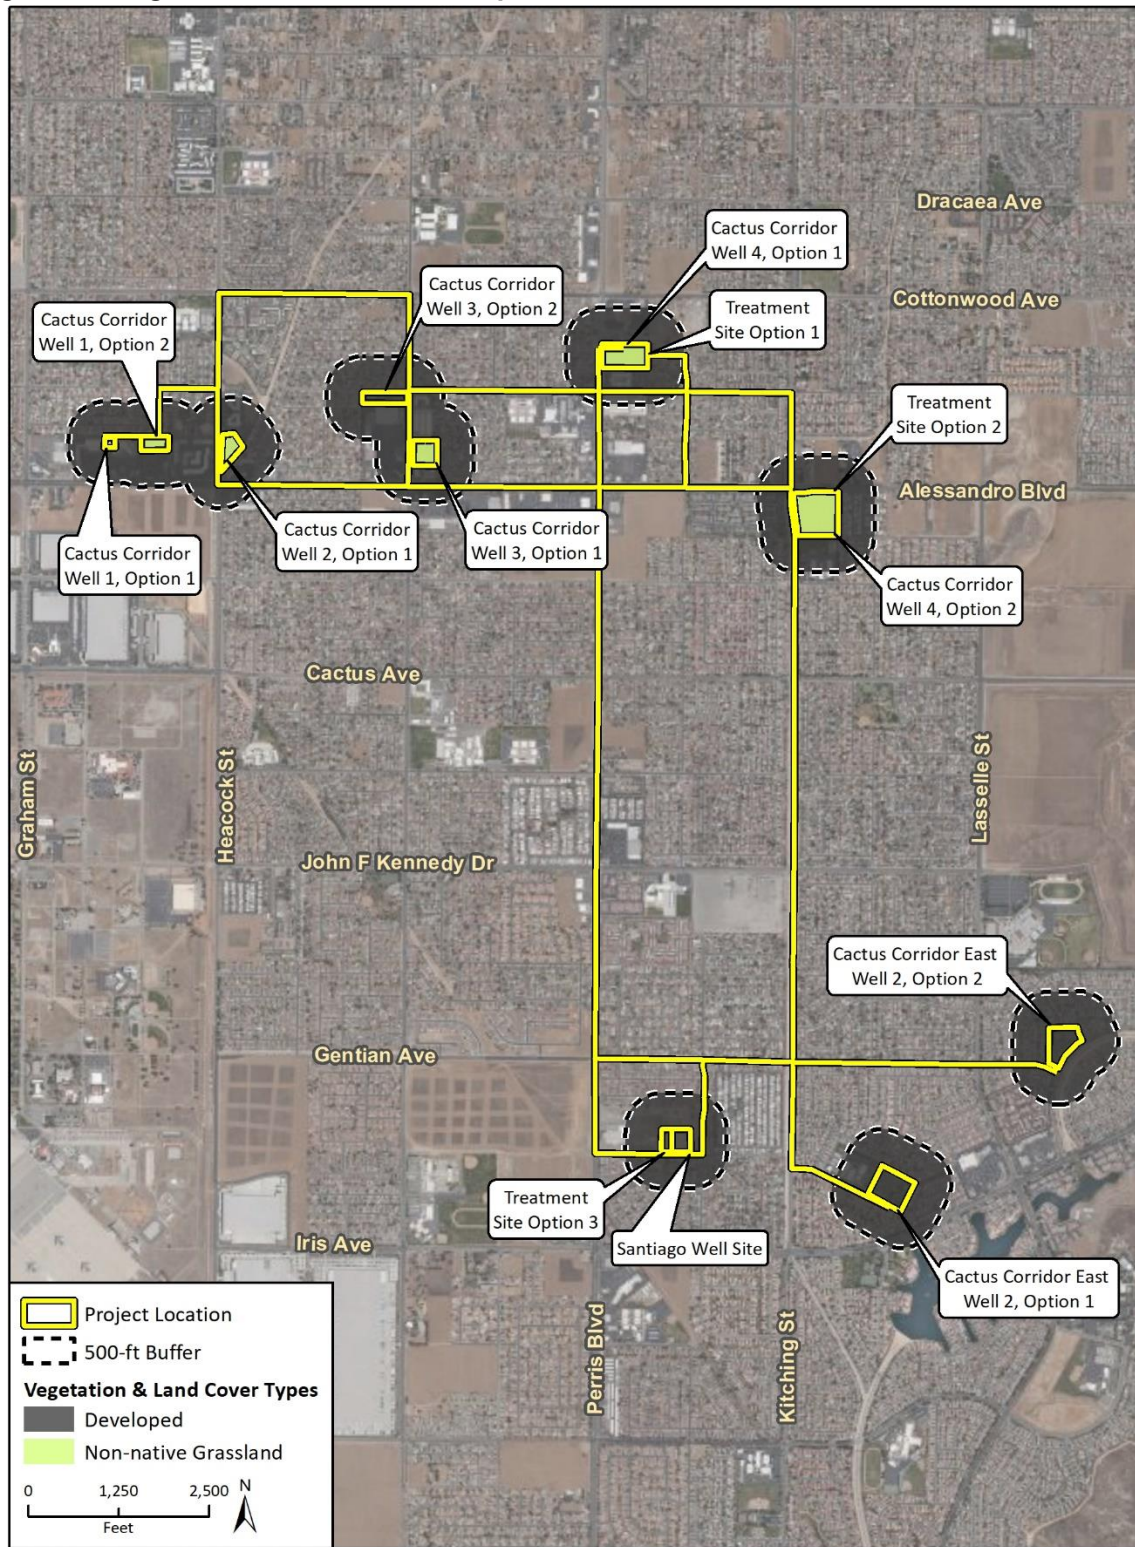 Dracaea Ave
Cactus Corridor
Well 4, Option 1
Cactus Corridor
Well 3, Option 2
Cottonwood Ave
Treatment
Site Option 1
Cactus Corridor
Well 1, Option 2
Treatment
Site Option 2
Alessandro Blvd
Cactus Corridor
Well 1, Option 1
Cactus Corridor
Well 2, Option 1
Cactus Corridor
Well 3, Option 1
Cactus Corridor
Well 4, Option 2
Cactus Ave
Graham St
Heacock St
Lasselle St
John F Kennedy Dr
Cactus Corridor East
Well 2, Option 2
Gentian Ave
Treatment
Site Option 3
Santiago Well Site
Iris Ave
Cactus Corridor East
Well 2, Option 1
Perris Blvd
Kitching St
Project Location
500-ft Buffer
Vegetation & Land Cover Types
Developed
Non-native Grassland
0 1,250 2,500
Feet
N